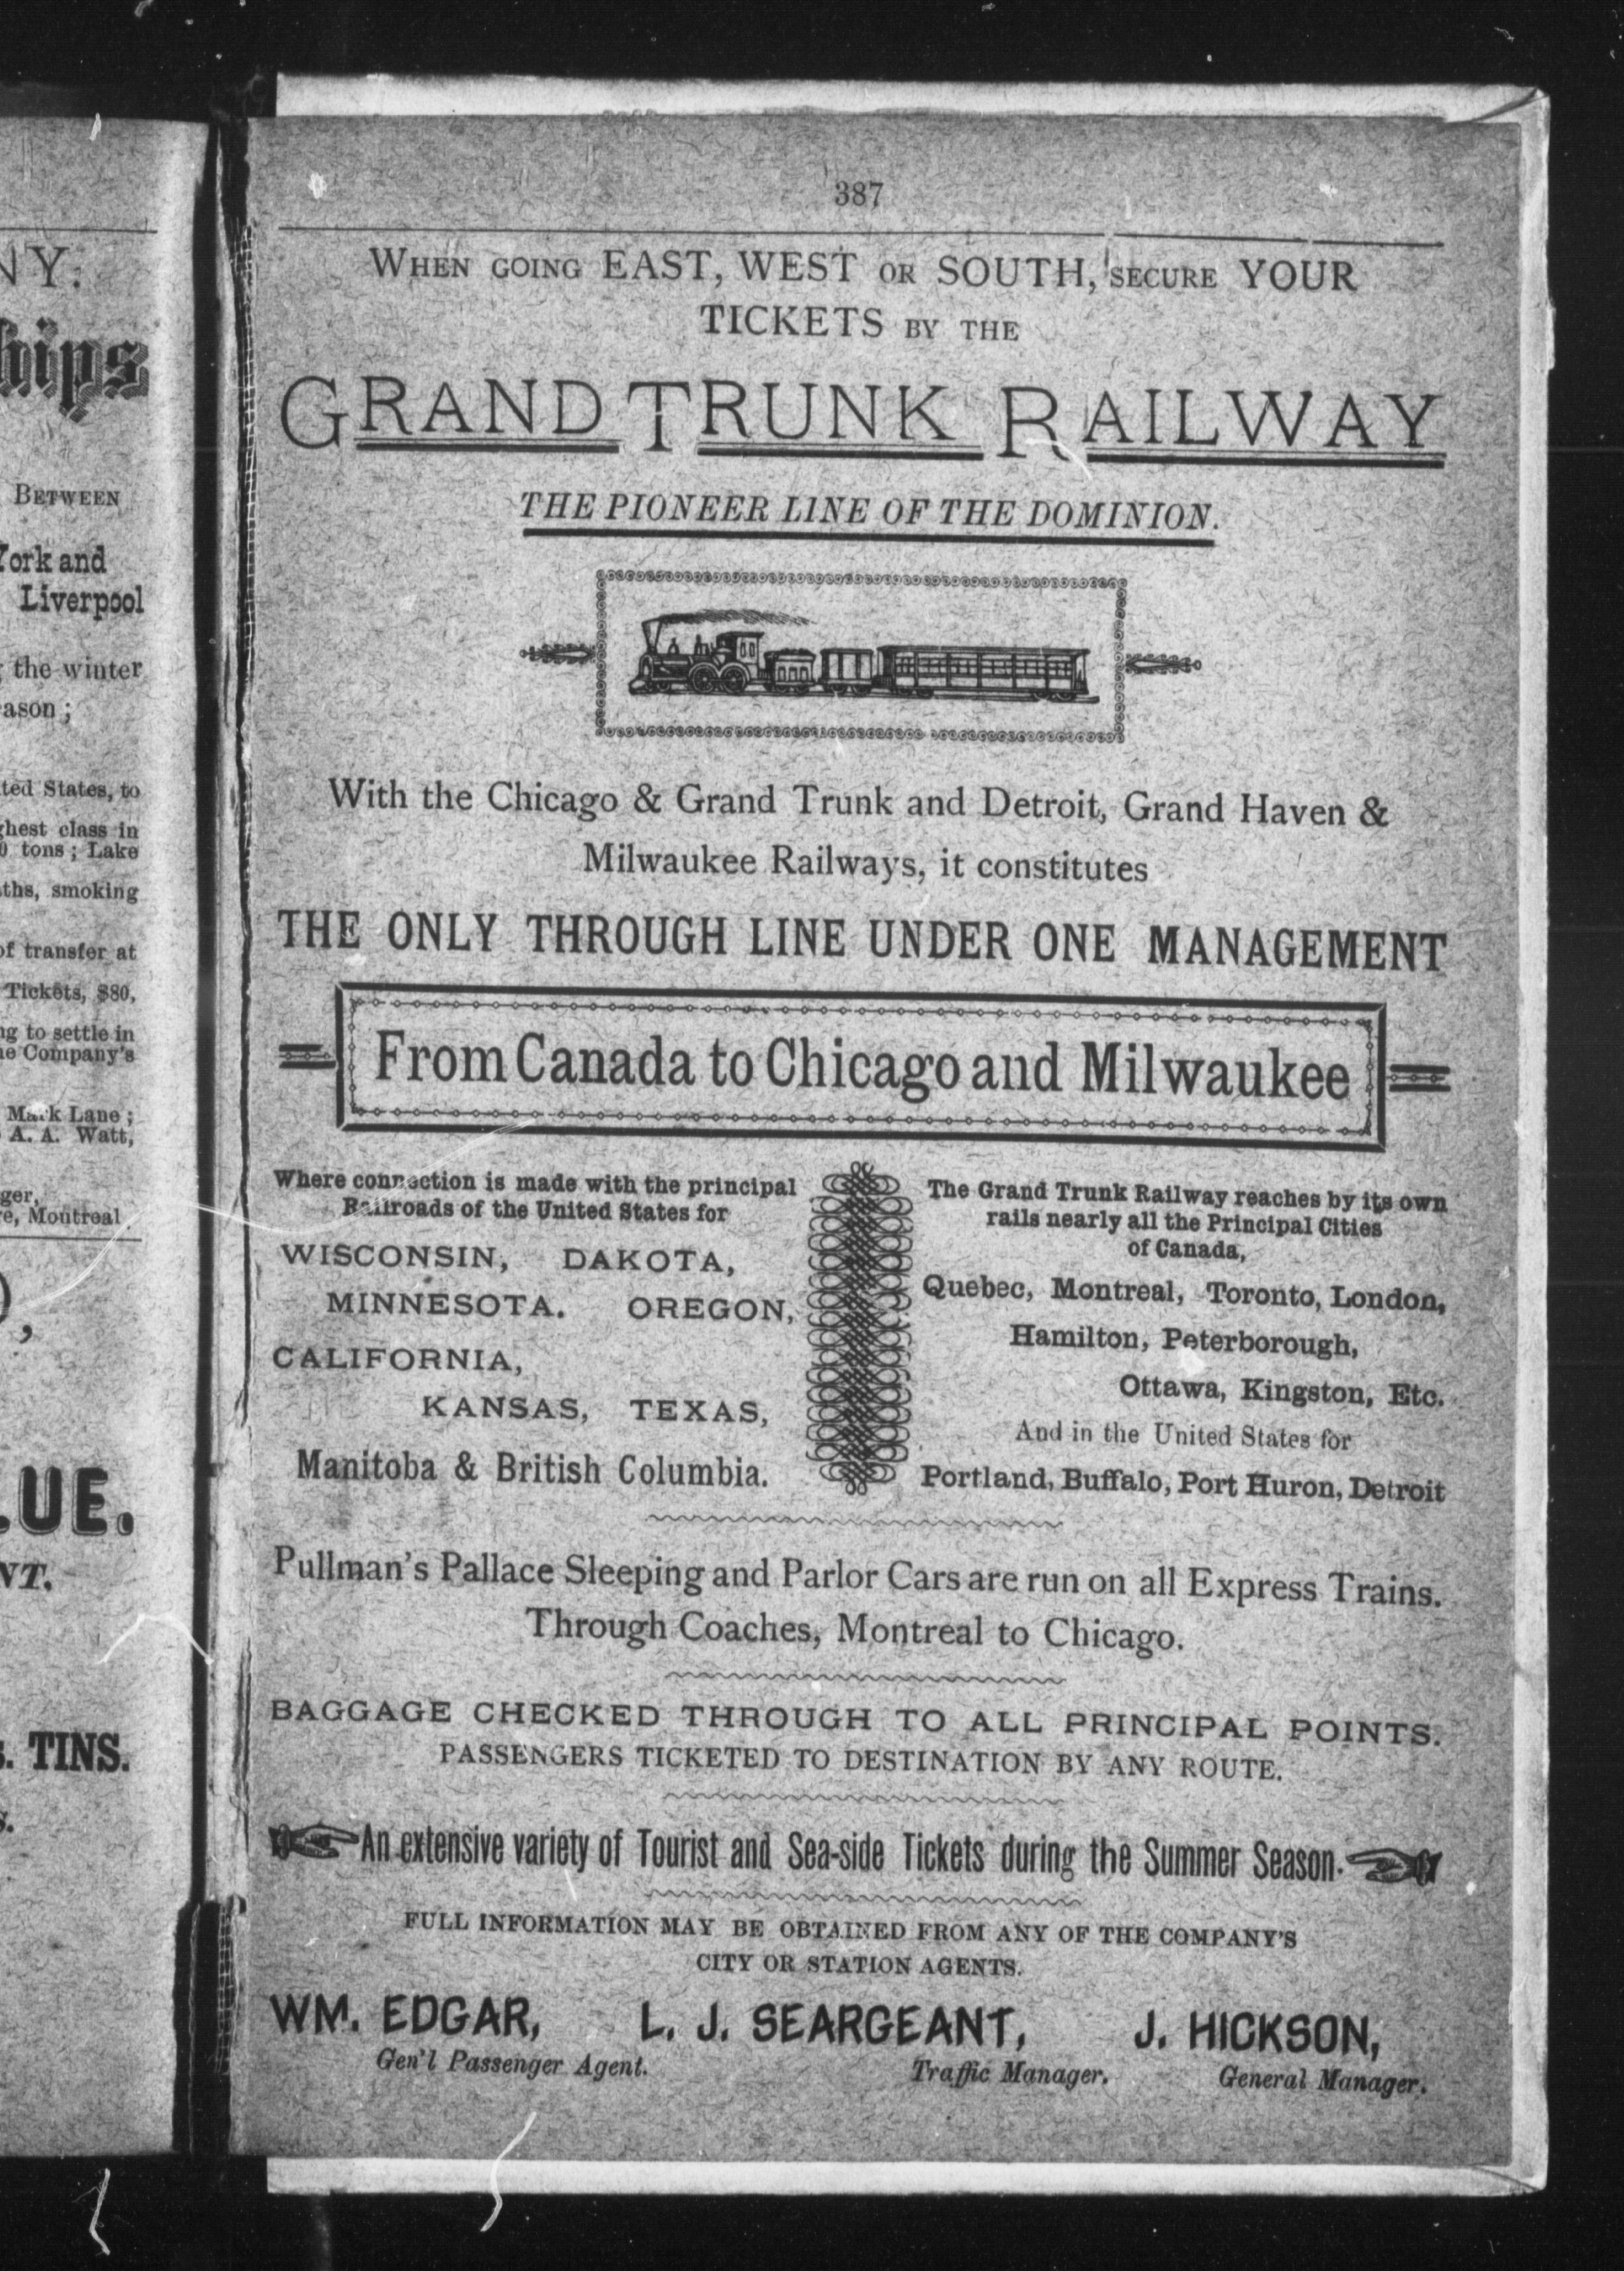 NY.
hips
BETWEEN
York and
Liverpool
the winter
ason ;
ted States, to
ghest class in
tons ; Lake
ths, smoking
of transfer at
Tickets, $80,
ng to settle in
he Company's
Mark Lane ;
A. A. Watt,
ger,
e, Montreal
UE.
NT.
TINS.
387
WHEN GOING EAST, WEST OR SOUTH, SECURE YOUR
TICKETS BY THE
GRAND TRUNK RAILWAY
THE PIONEER LINE OF THE DOMINION.
With the Chicago & Grand Trunk and Detroit, Grand Haven &
Milwaukee Railways, it constitutes
THE ONLY THROUGH LINE UNDER ONE MANAGEMENT
From Canada to Chicago and Milwaukee
Where connection is made with the principal
Railroads of the United States for
WISCONSIN, DAKOTA,
MINNESOTA. OREGON,
CALIFORNIA,
KANSAS, TEXAS,
Manitoba & British Columbia.
The Grand Trunk Railway reaches by its own
rails nearly all the Principal Cities
of Canada,
Quebec, Montreal, Toronto, London,
Hamilton, Peterborough,
Ottawa, Kingston, Etc.
And in the United States for
Portland, Buffalo, Port Huron, Detroit
Pullman's Pallace Sleeping and Parlor Cars are run on all Express Trains.
Through Coaches, Montreal to Chicago.
BAGGAGE CHECKED THROUGH TO ALL PRINCIPAL POINTS.
PASSENGERS TICKETED TO DESTINATION BY ANY ROUTE.
An extensive variety of Tourist and Sea-side Tickets during the Summer Season.
FULL INFORMATION MAY BE OBTAINED FROM ANY OF THE COMPANY'S
CITY OR STATION AGENTS.
WM. EDGAR, L. J. SEARGEANT, J. HICKSON,
Gen'l Passenger Agent. Traffic Manager. General Manager.